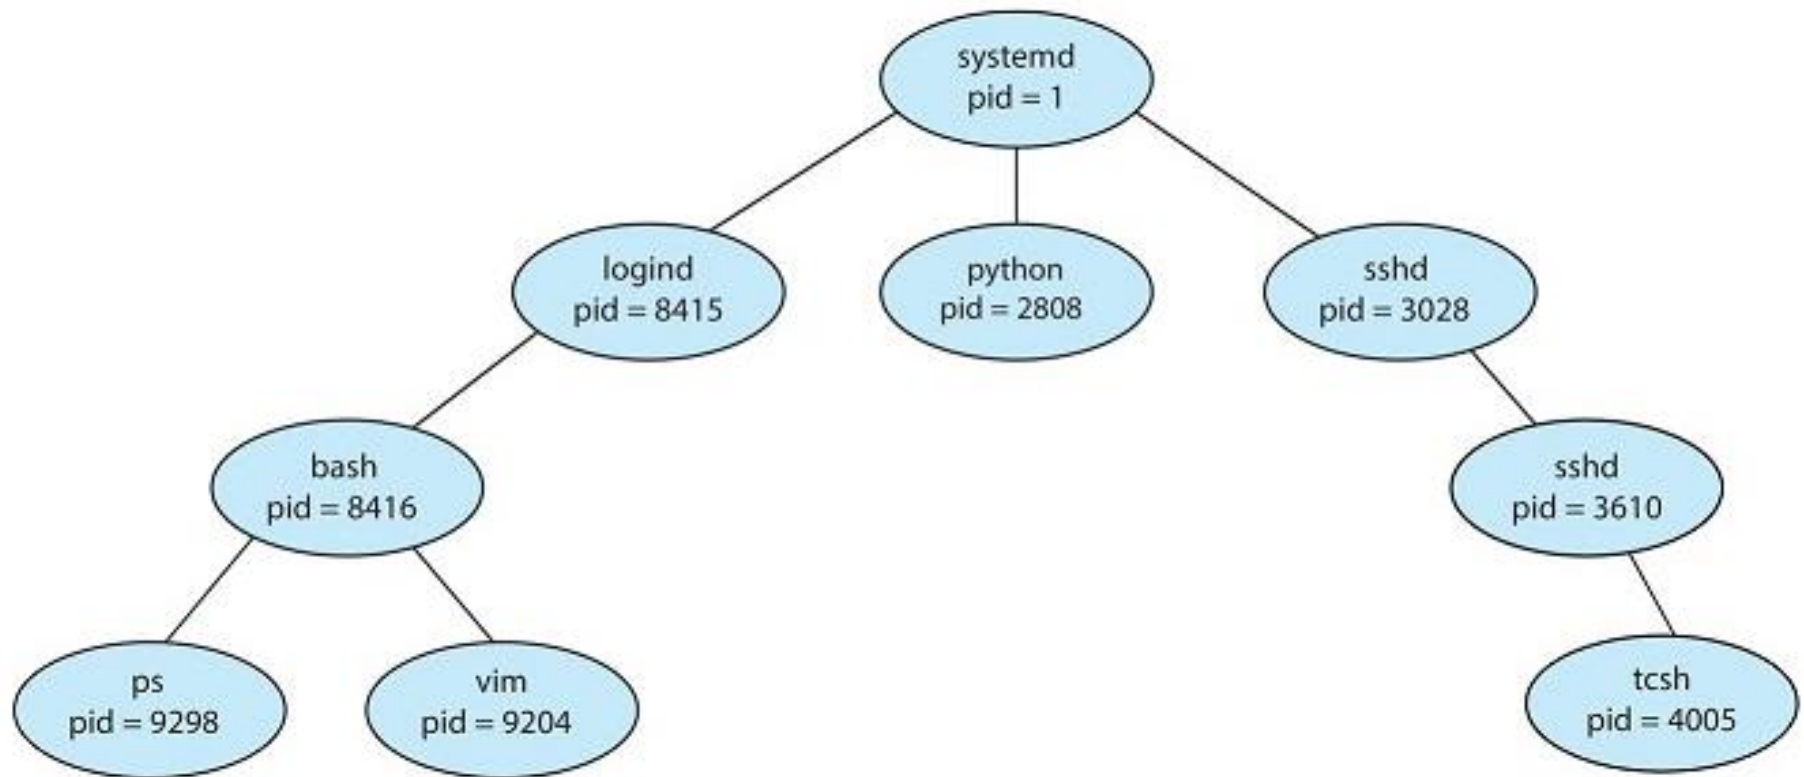 systemd
pid = 1
logind
pid = 8415
python
pid = 2808
sshd
pid = 3028
bash
pid = 8416
sshd
pid = 3610
ps
pid = 9298
vim
pid = 9204
tcsh
pid = 4005